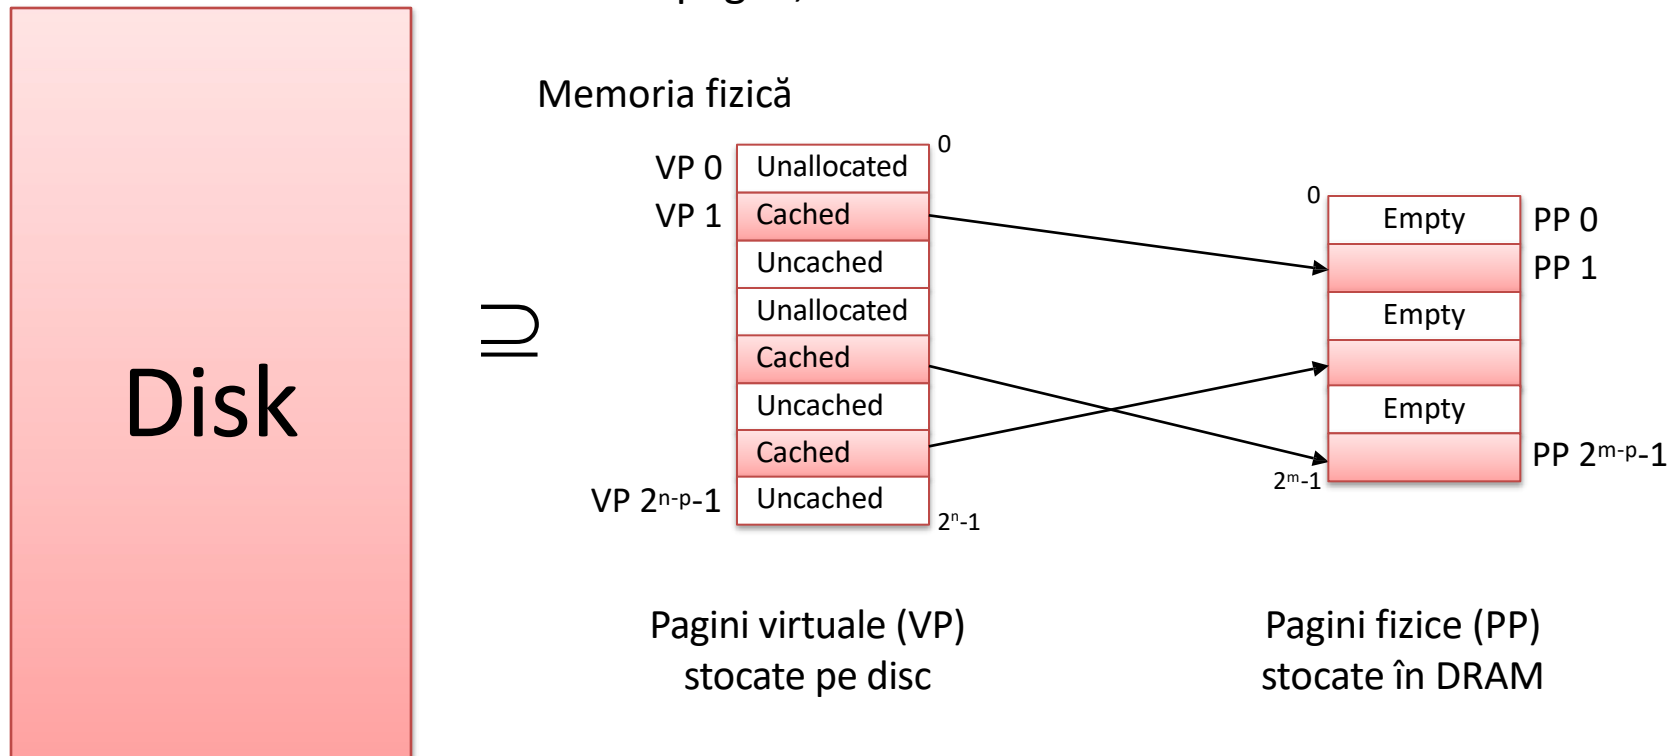 Disk
⊇
Memoria fizică
0
VP 0 Unallocated
VP 1 Cached
Uncached
Unallocated
Cached
Uncached
Cached
VP 2ⁿ⁻ᵖ-1 Uncached
2ⁿ-1
0
Empty PP 0
PP 1
Empty
Empty
PP 2ᵐ⁻ᵖ-1
2ᵐ-1
Pagini virtuale (VP)
stocate pe disc
Pagini fizice (PP)
stocate în DRAM